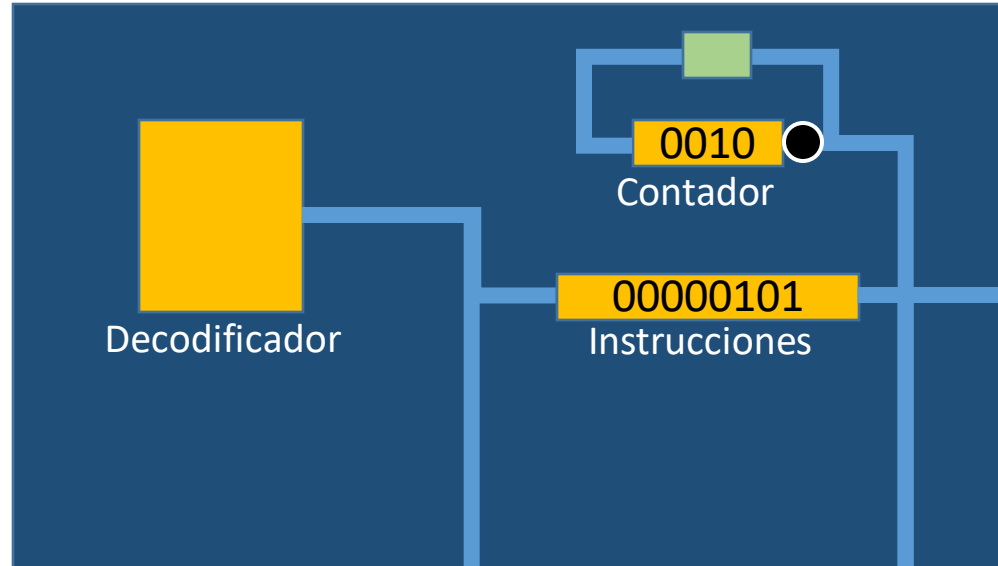 0010
Contador
00000101
Instrucciones
Decodificador